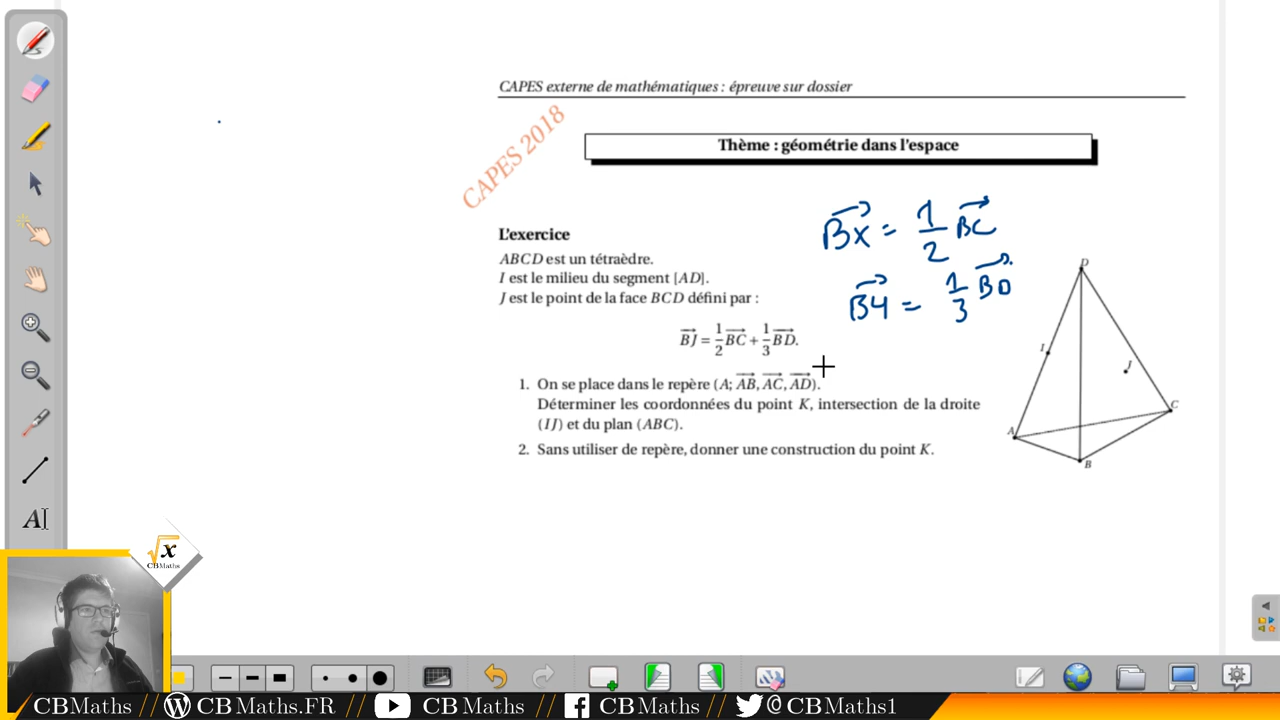 CAPES externe de mathématiques : épreuve sur dossier
CAPES 2018
Thème : géométrie dans l'espace
BX = 1/2 BC
BY = 1/3 BD
L'exercice
ABCD est un tétraèdre.
I est le milieu du segment [AD].
J est le point de la face BCD défini par :
BJ = 1/2 BC + 1/3 BD.
1. On se place dans le repère (A; AB, AC, AD).
Déterminer les coordonnées du point K, intersection de la droite
(IJ) et du plan (ABC).
2. Sans utiliser de repère, donner une construction du point K.
D
I
J
C
A
B
AI
√x
CBMaths
CBMaths // CBMaths.FR // CBMaths // CBMaths // @CBMaths1